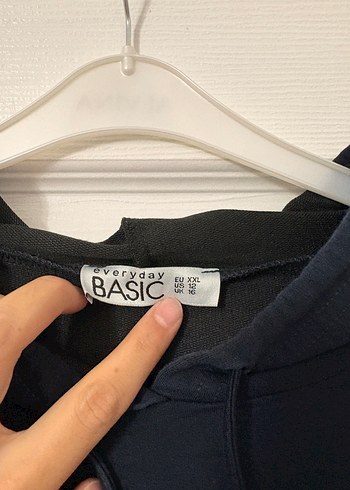 everyday
BASIC
EU XXL
US 12
UK 16